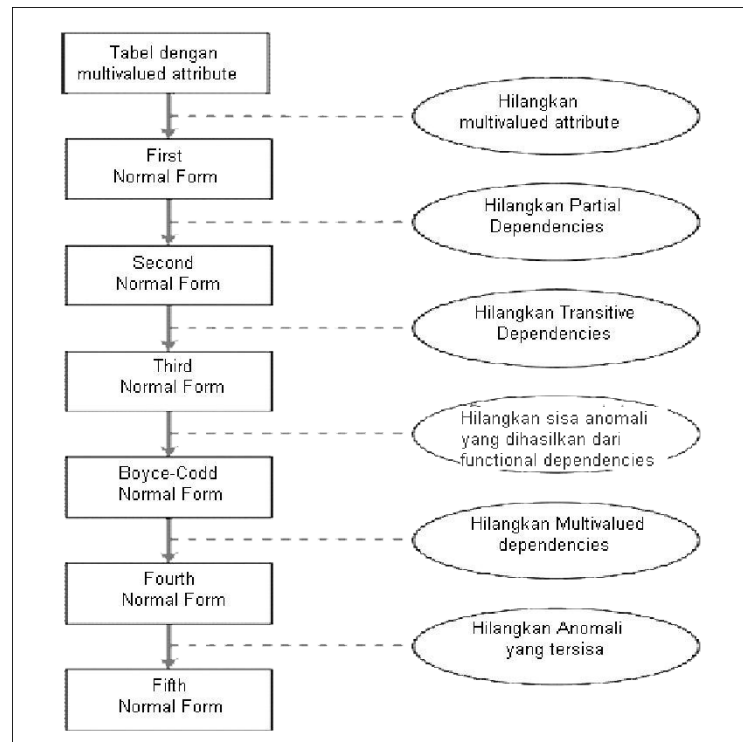 Tabel dengan
multivalued attribute
Hilangkan
multivalued attribute
First
Normal Form
Hilangkan Partial
Dependencies
Second
Normal Form
Hilangkan Transitive
Dependencies
Third
Normal Form
Hilangkan sisa anomali
yang dihasilkan dari
functional dependencies
Boyce-Codd
Normal Form
Hilangkan Multivalued
dependencies
Fourth
Normal Form
Hilangkan Anomali
yang tersisa
Fifth
Normal Form